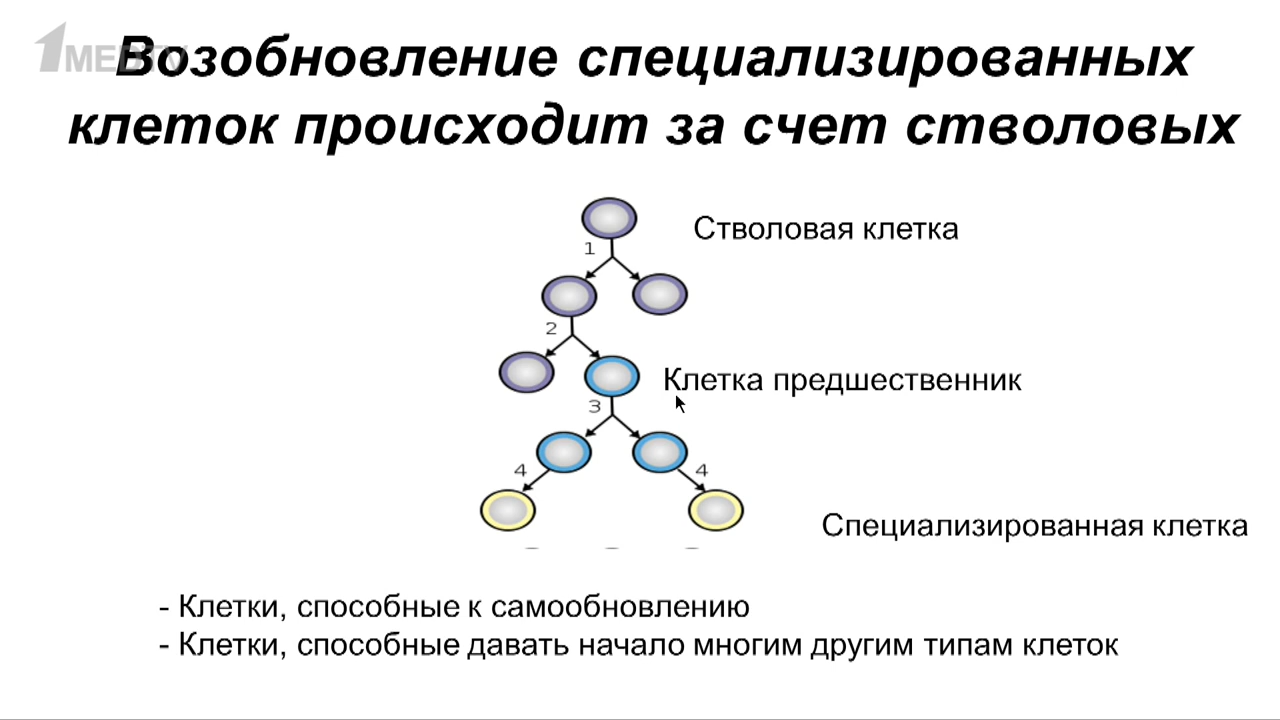 1MEDTV
Возобновление специализированных
клеток происходит за счет стволовых
Стволовая клетка
1
2
Клетка предшественник
3
4 4
Специализированная клетка
- Клетки, способные к самообновлению
- Клетки, способные давать начало многим другим типам клеток